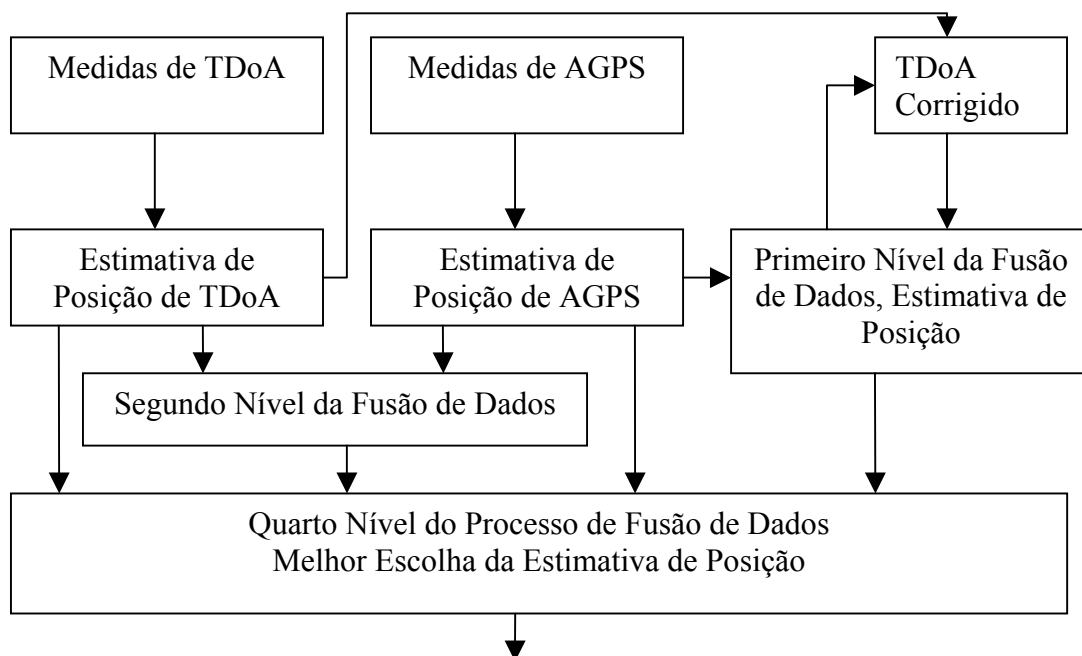 Medidas de TDoA
Medidas de AGPS
TDoA
Corrigido
Estimativa de
Posição de TDoA
Estimativa de
Posição de AGPS
Primeiro Nível da Fusão
de Dados, Estimativa de
Posição
Segundo Nível da Fusão de Dados
Quarto Nível do Processo de Fusão de Dados
Melhor Escolha da Estimativa de Posição